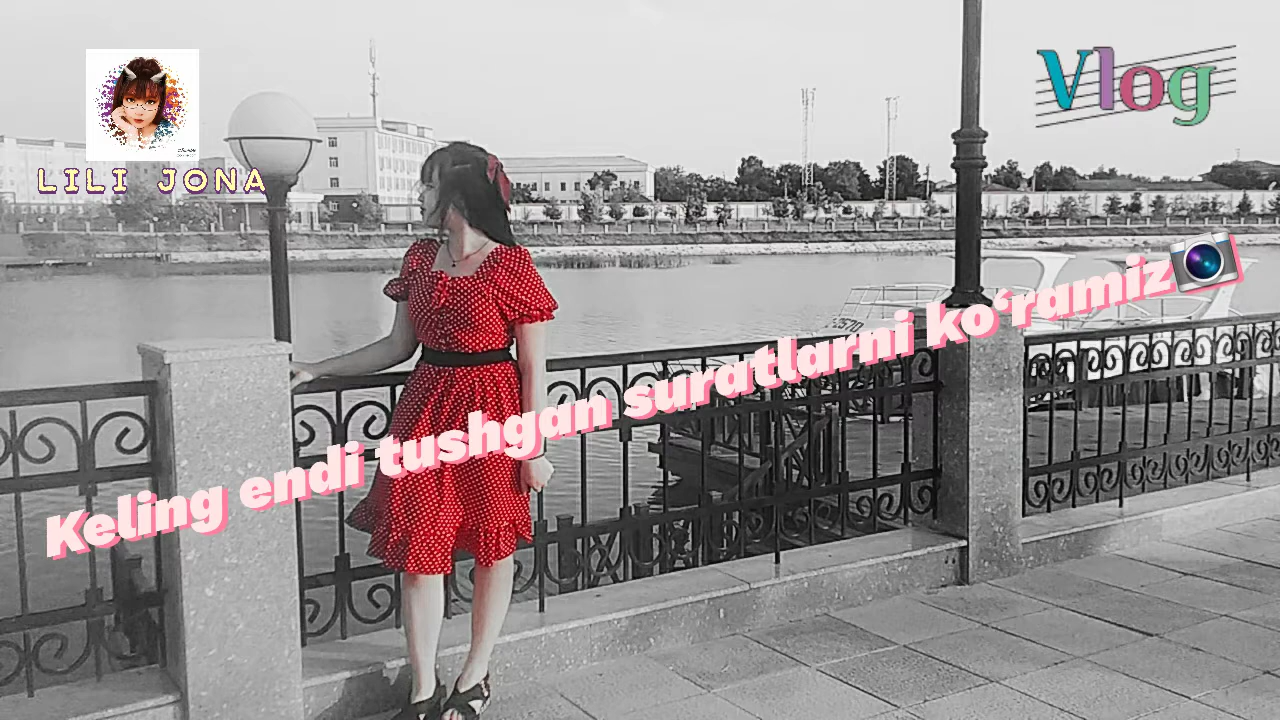 Vlog
LILI JONA
Keling endi tushgan suratlarni ko‘ramiz📷